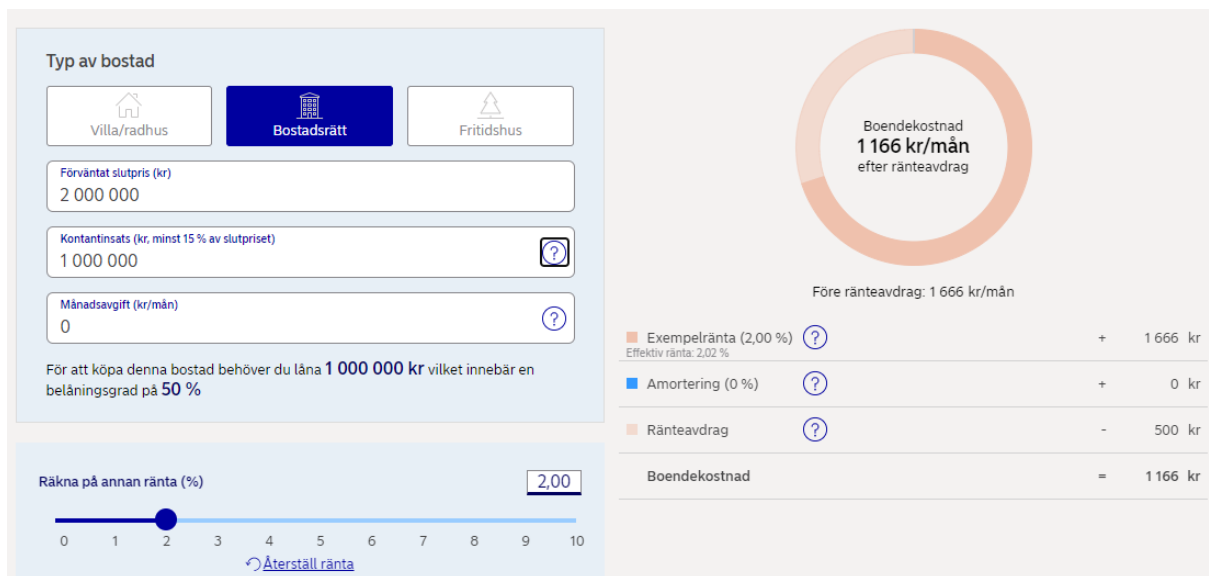 Typ av bostad
Villa/radhus
Bostadsrätt
Fritidshus
Förväntat slutpris (kr)
2 000 000
Kontantinsats (kr, minst 15 % av slutpriset)
1 000 000
?
Månadsavgift (kr/mån)
0
?
För att köpa denna bostad behöver du låna 1 000 000 kr vilket innebär en
belåningsgrad på 50 %
Räkna på annan ränta (%)
2,00
0 1 2 3 4 5 6 7 8 9 10
Återställ ränta
Boendekostnad
1 166 kr/mån
efter ränteavdrag
Före ränteavdrag: 1 666 kr/mån
Exempelränta (2,00 %) ? + 1 666 kr
Effektiv ränta: 2,02 %
Amortering (0 %) ? + 0 kr
Ränteavdrag ? - 500 kr
Boendekostnad = 1 166 kr